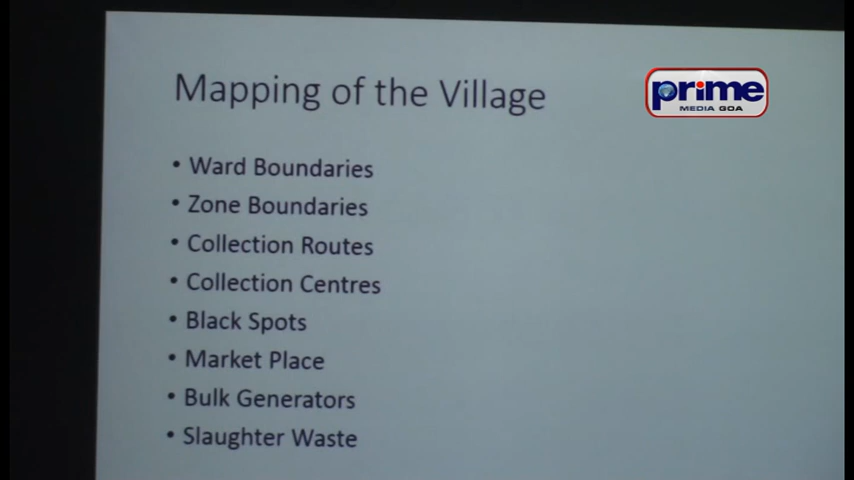 Mapping of the Village
prime
MEDIA GOA
• Ward Boundaries
• Zone Boundaries
• Collection Routes
• Collection Centres
• Black Spots
• Market Place
• Bulk Generators
• Slaughter Waste